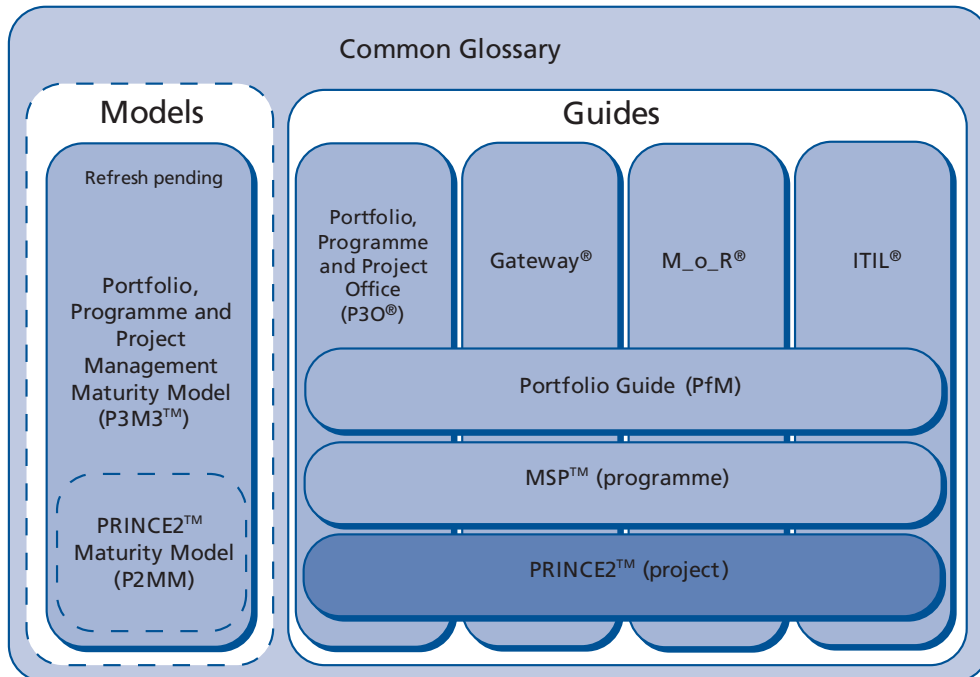 Common Glossary
Models
Refresh pending
Portfolio,
Programme and
Project
Management
Maturity Model
(P3M3™)
PRINCE2™
Maturity Model
(P2MM)
Guides
Portfolio,
Programme
and Project
Office
(P3O®)
Gateway®
M_o_R®
ITIL®
Portfolio Guide (PfM)
MSP™ (programme)
PRINCE2™ (project)